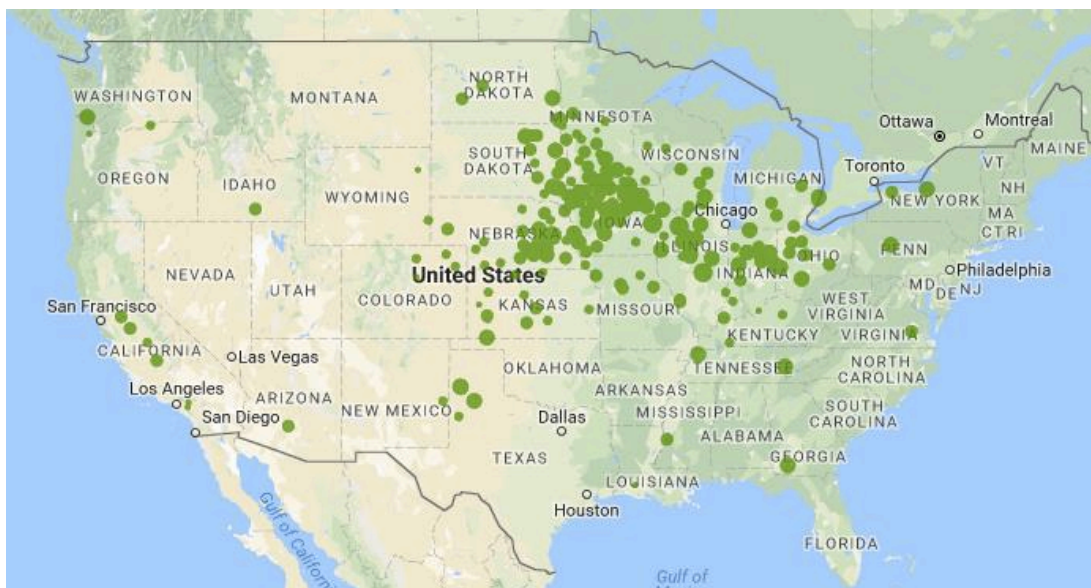 WASHINGTON
MONTANA
NORTH
DAKOTA
MINNESOTA
Ottawa
Montreal
MAINE
OREGON
IDAHO
WYOMING
SOUTH
DAKOTA
WISCONSIN
MICHIGAN
Toronto
VT
NH
NEW YORK
MA
CT RI
NEVADA
UTAH
COLORADO
NEBRASKA
IOWA
Chicago
ILLINOIS
INDIANA
OHIO
PENN
Philadelphia
MD
DE
NJ
United States
San Francisco
CALIFORNIA
Las Vegas
KANSAS
MISSOURI
WEST
VIRGINIA
KENTUCKY
VIRGINIA
Los Angeles
San Diego
ARIZONA
NEW MEXICO
OKLAHOMA
ARKANSAS
TENNESSEE
NORTH
CAROLINA
SOUTH
CAROLINA
Dallas
TEXAS
MISSISSIPPI
ALABAMA
GEORGIA
LOUISIANA
Houston
FLORIDA
Gulf of